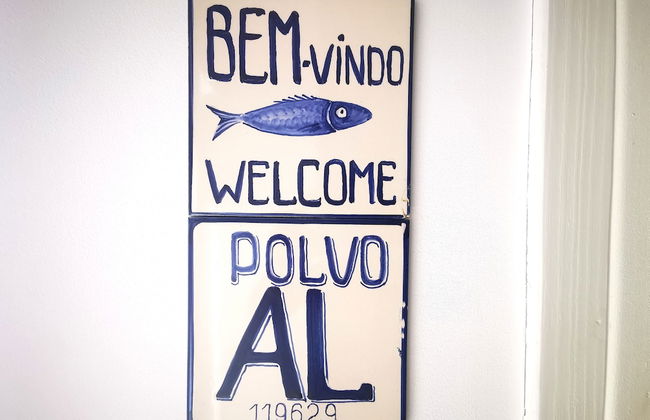 BEM-VINDO
WELCOME
POLVO
AL
119629